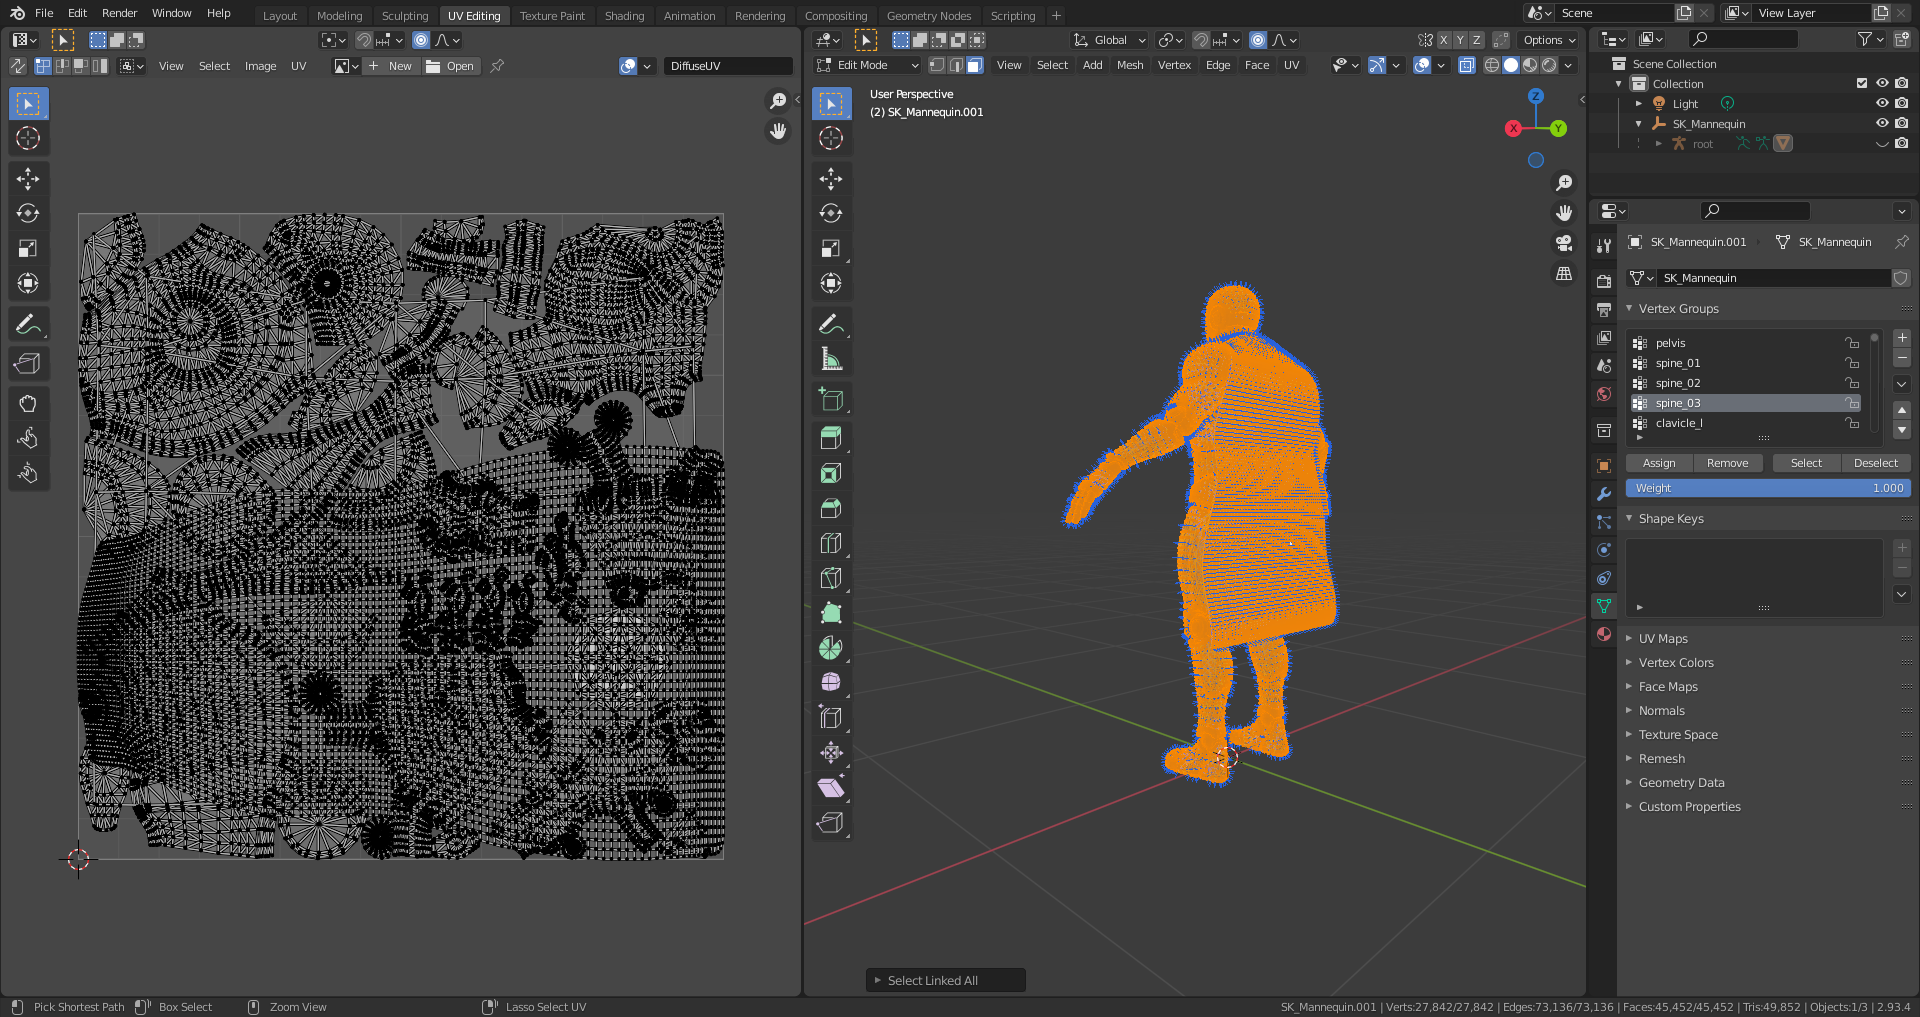 File Edit Render Window Help Layout Modeling Sculpting UV Editing Texture Paint Shading Animation Rendering Compositing Geometry Nodes Scripting + Scene View Layer
Global X Y Z Options
View Select Image UV + New Open DiffuseUV Edit Mode View Select Add Mesh Vertex Edge Face UV
Scene Collection
Collection
Light
SK_Mannequin
root
User Perspective
(2) SK_Mannequin.001
Z
X
Y
SK_Mannequin.001 SK_Mannequin
SK_Mannequin
Vertex Groups
pelvis
spine_01
spine_02
spine_03
clavicle_l
Assign Remove Select Deselect
Weight 1.000
Shape Keys
UV Maps
Vertex Colors
Face Maps
Normals
Texture Space
Remesh
Geometry Data
Custom Properties
Select Linked All
Pick Shortest Path Box Select Zoom View Lasso Select UV SK_Mannequin.001 | Verts:27,842/27,842 | Edges:73,136/73,136 | Faces:45,452/45,452 | Tris:49,852 | Objects:1/3 | 2.93.4